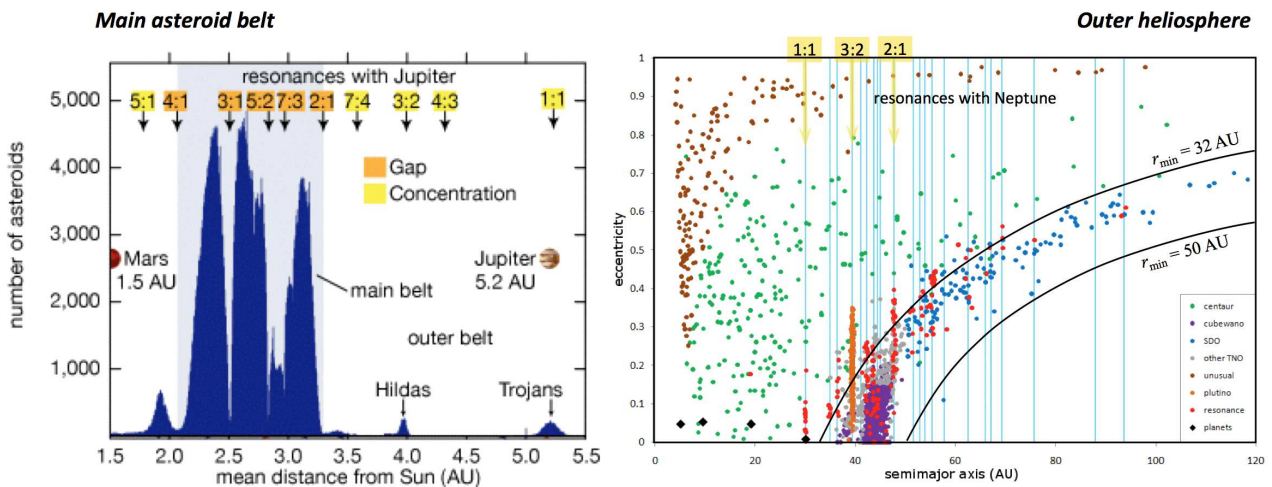 Main asteroid belt
resonances with Jupiter
5:1 4:1 3:1 5:2 7:3 2:1 7:4 3:2 4:3 1:1
Gap
Concentration
5,000
4,000
3,000
2,000
1,000
number of asteroids
Mars
1.5 AU
Jupiter
5.2 AU
main belt
outer belt
Hildas
Trojans
1.5 2.0 2.5 3.0 3.5 4.0 4.5 5.0 5.5
mean distance from Sun (AU)
Outer heliosphere
1:1 3:2 2:1
resonances with Neptune
1
0.9
0.8
0.7
0.6
0.5
0.4
0.3
0.2
0.1
0
eccentricity
r_min = 32 AU
r_min = 50 AU
centaur
cubewano
SDO
other TNO
unusual
plutino
resonance
planets
0 20 40 60 80 100 120
semimajor axis (AU)